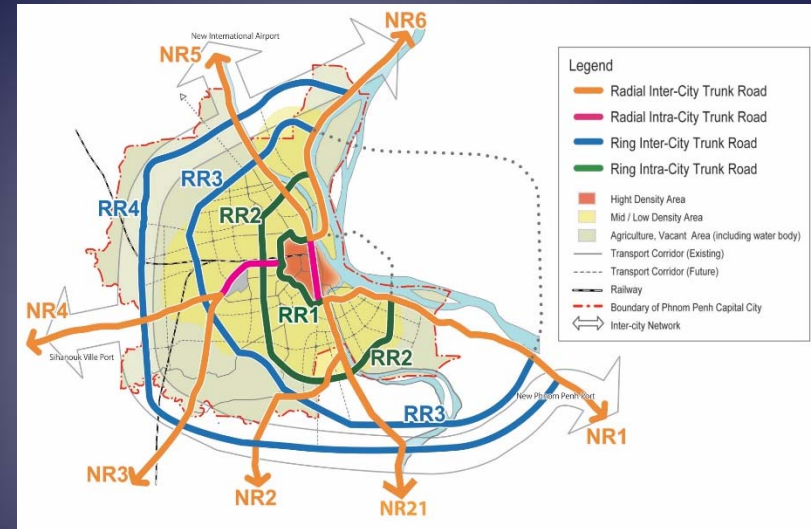 New International Airport
NR6
NR5
RR3
RR2
RR4
NR4
Sihanouk Ville Port
RR1
RR2
RR3
New Phnom Penh Port
NR1
NR3
NR2
NR21
Legend
Radial Inter-City Trunk Road
Radial Intra-City Trunk Road
Ring Inter-City Trunk Road
Ring Intra-City Trunk Road
Hight Density Area
Mid / Low Density Area
Agriculture, Vacant Area (including water body)
Transport Corridor (Existing)
Transport Corridor (Future)
Railway
Boundary of Phnom Penh Capital City
Inter-city Network